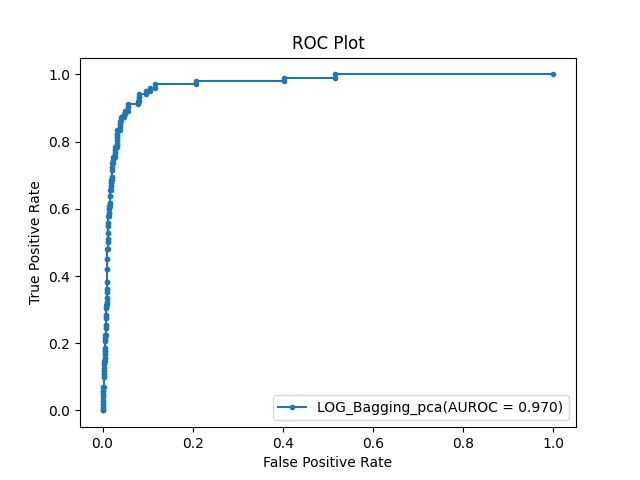 ROC Plot
1.0
0.8
0.6
0.4
0.2
0.0
True Positive Rate
LOG_Bagging_pca(AUROC = 0.970)
0.0 0.2 0.4 0.6 0.8 1.0
False Positive Rate